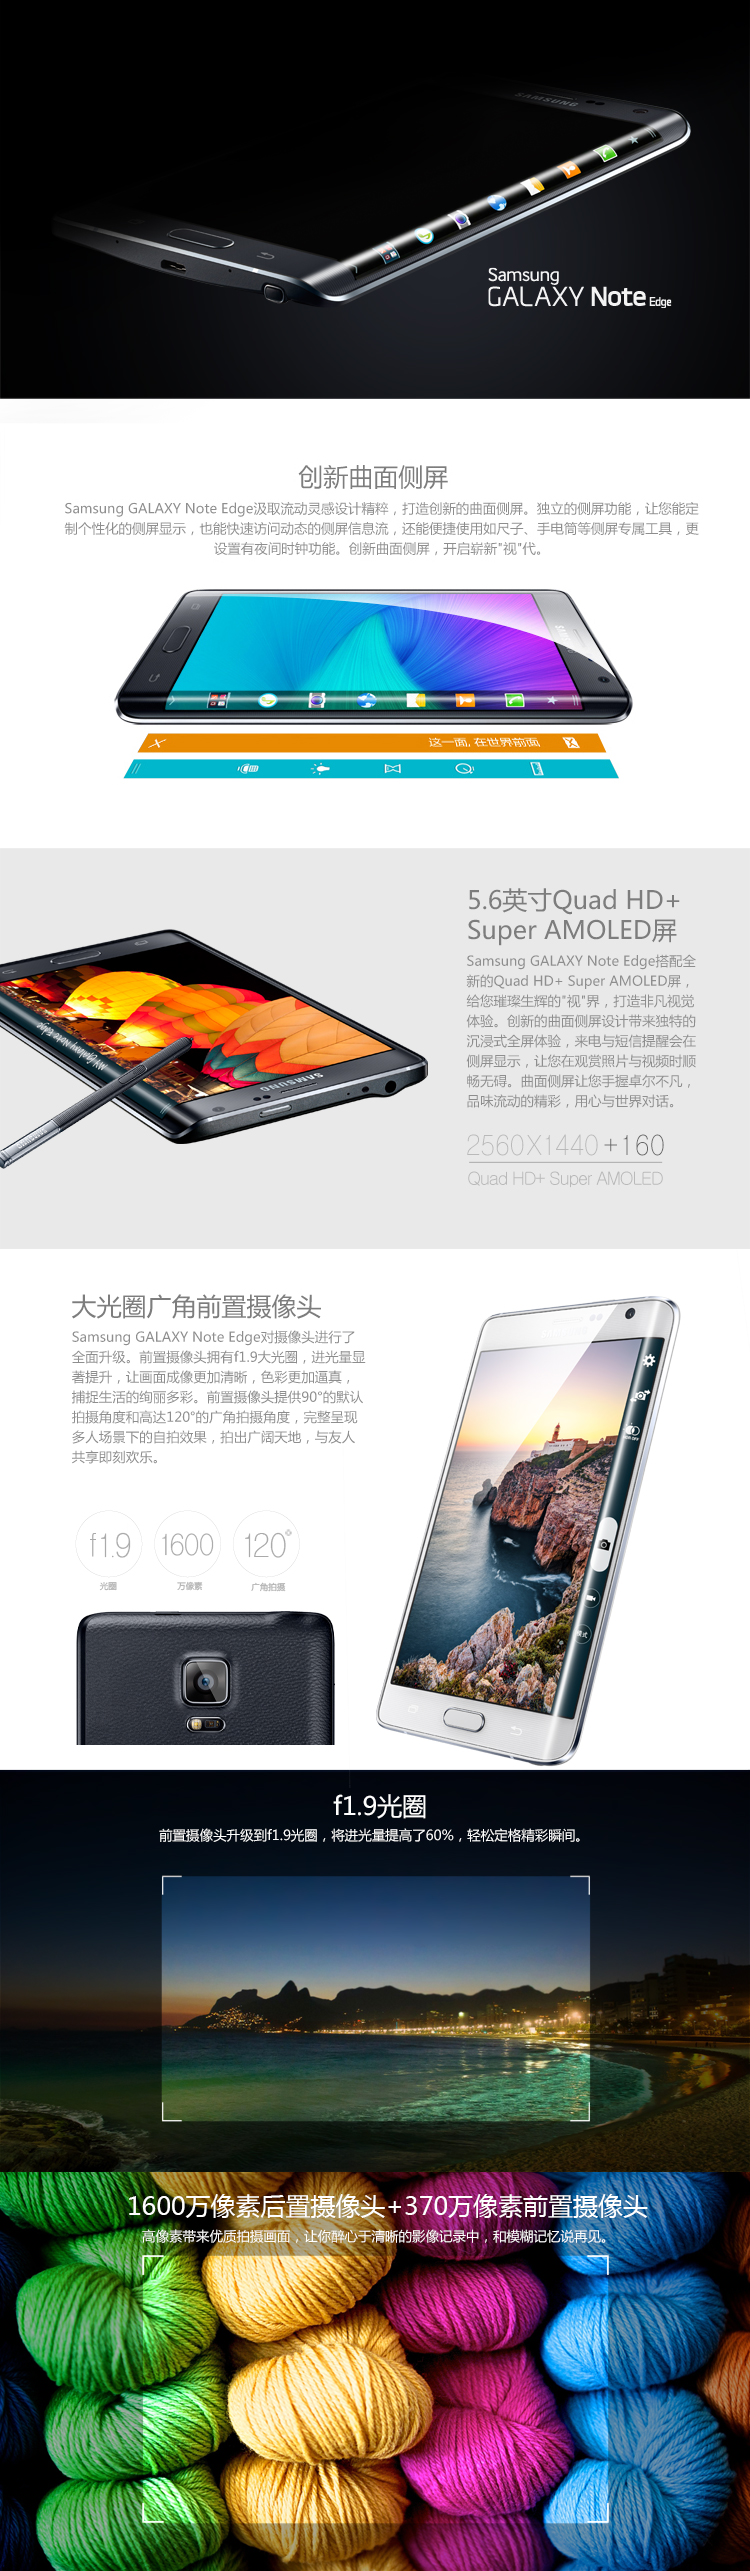 SAMSUNG
Samsung
GALAXY Note Edge
创新曲面侧屏
Samsung GALAXY Note Edge汲取流动灵感设计精粹，打造创新的曲面侧屏。独立的侧屏功能，让您能定
制个性化的侧屏显示，也能快速访问动态的侧屏信息流，还能便捷使用如尺子、手电筒等侧屏专属工具，更
设置有夜间时钟功能。创新曲面侧屏，开启崭新"视"代。
SAMSUNG
这一面, 在世界前面
5.6英寸Quad HD+
Super AMOLED屏
Samsung GALAXY Note Edge搭配全
新的Quad HD+ Super AMOLED屏，
给您璀璨生辉的"视"界，打造非凡视觉
体验。创新的曲面侧屏设计带来独特的
沉浸式全屏体验，来电与短信提醒会在
侧屏显示，让您在观赏照片与视频时顺
畅无碍。曲面侧屏让您手握卓尔不凡，
品味流动的精彩，用心与世界对话。
My Galaxy Note Edge
SAMSUNG
SAMSUNG
2560X1440 +160
Quad HD+ Super AMOLED
大光圈广角前置摄像头
Samsung GALAXY Note Edge对摄像头进行了
全面升级。前置摄像头拥有f1.9大光圈，进光量显
著提升，让画面成像更加清晰，色彩更加逼真，
捕捉生活的绚丽多彩。前置摄像头提供90°的默认
拍摄角度和高达120°的广角拍摄角度，完整呈现
多人场景下的自拍效果，拍出广阔天地，与友人
共享即刻欢乐。
f1.9 1600 120°
光圈 万像素 广角拍摄
模式
f1.9光圈
前置摄像头升级到f1.9光圈，将进光量提高了60%，轻松定格精彩瞬间。
1600万像素后置摄像头+370万像素前置摄像头
高像素带来优质拍摄画面，让你醉心于清晰的影像记录中，和模糊记忆说再见。